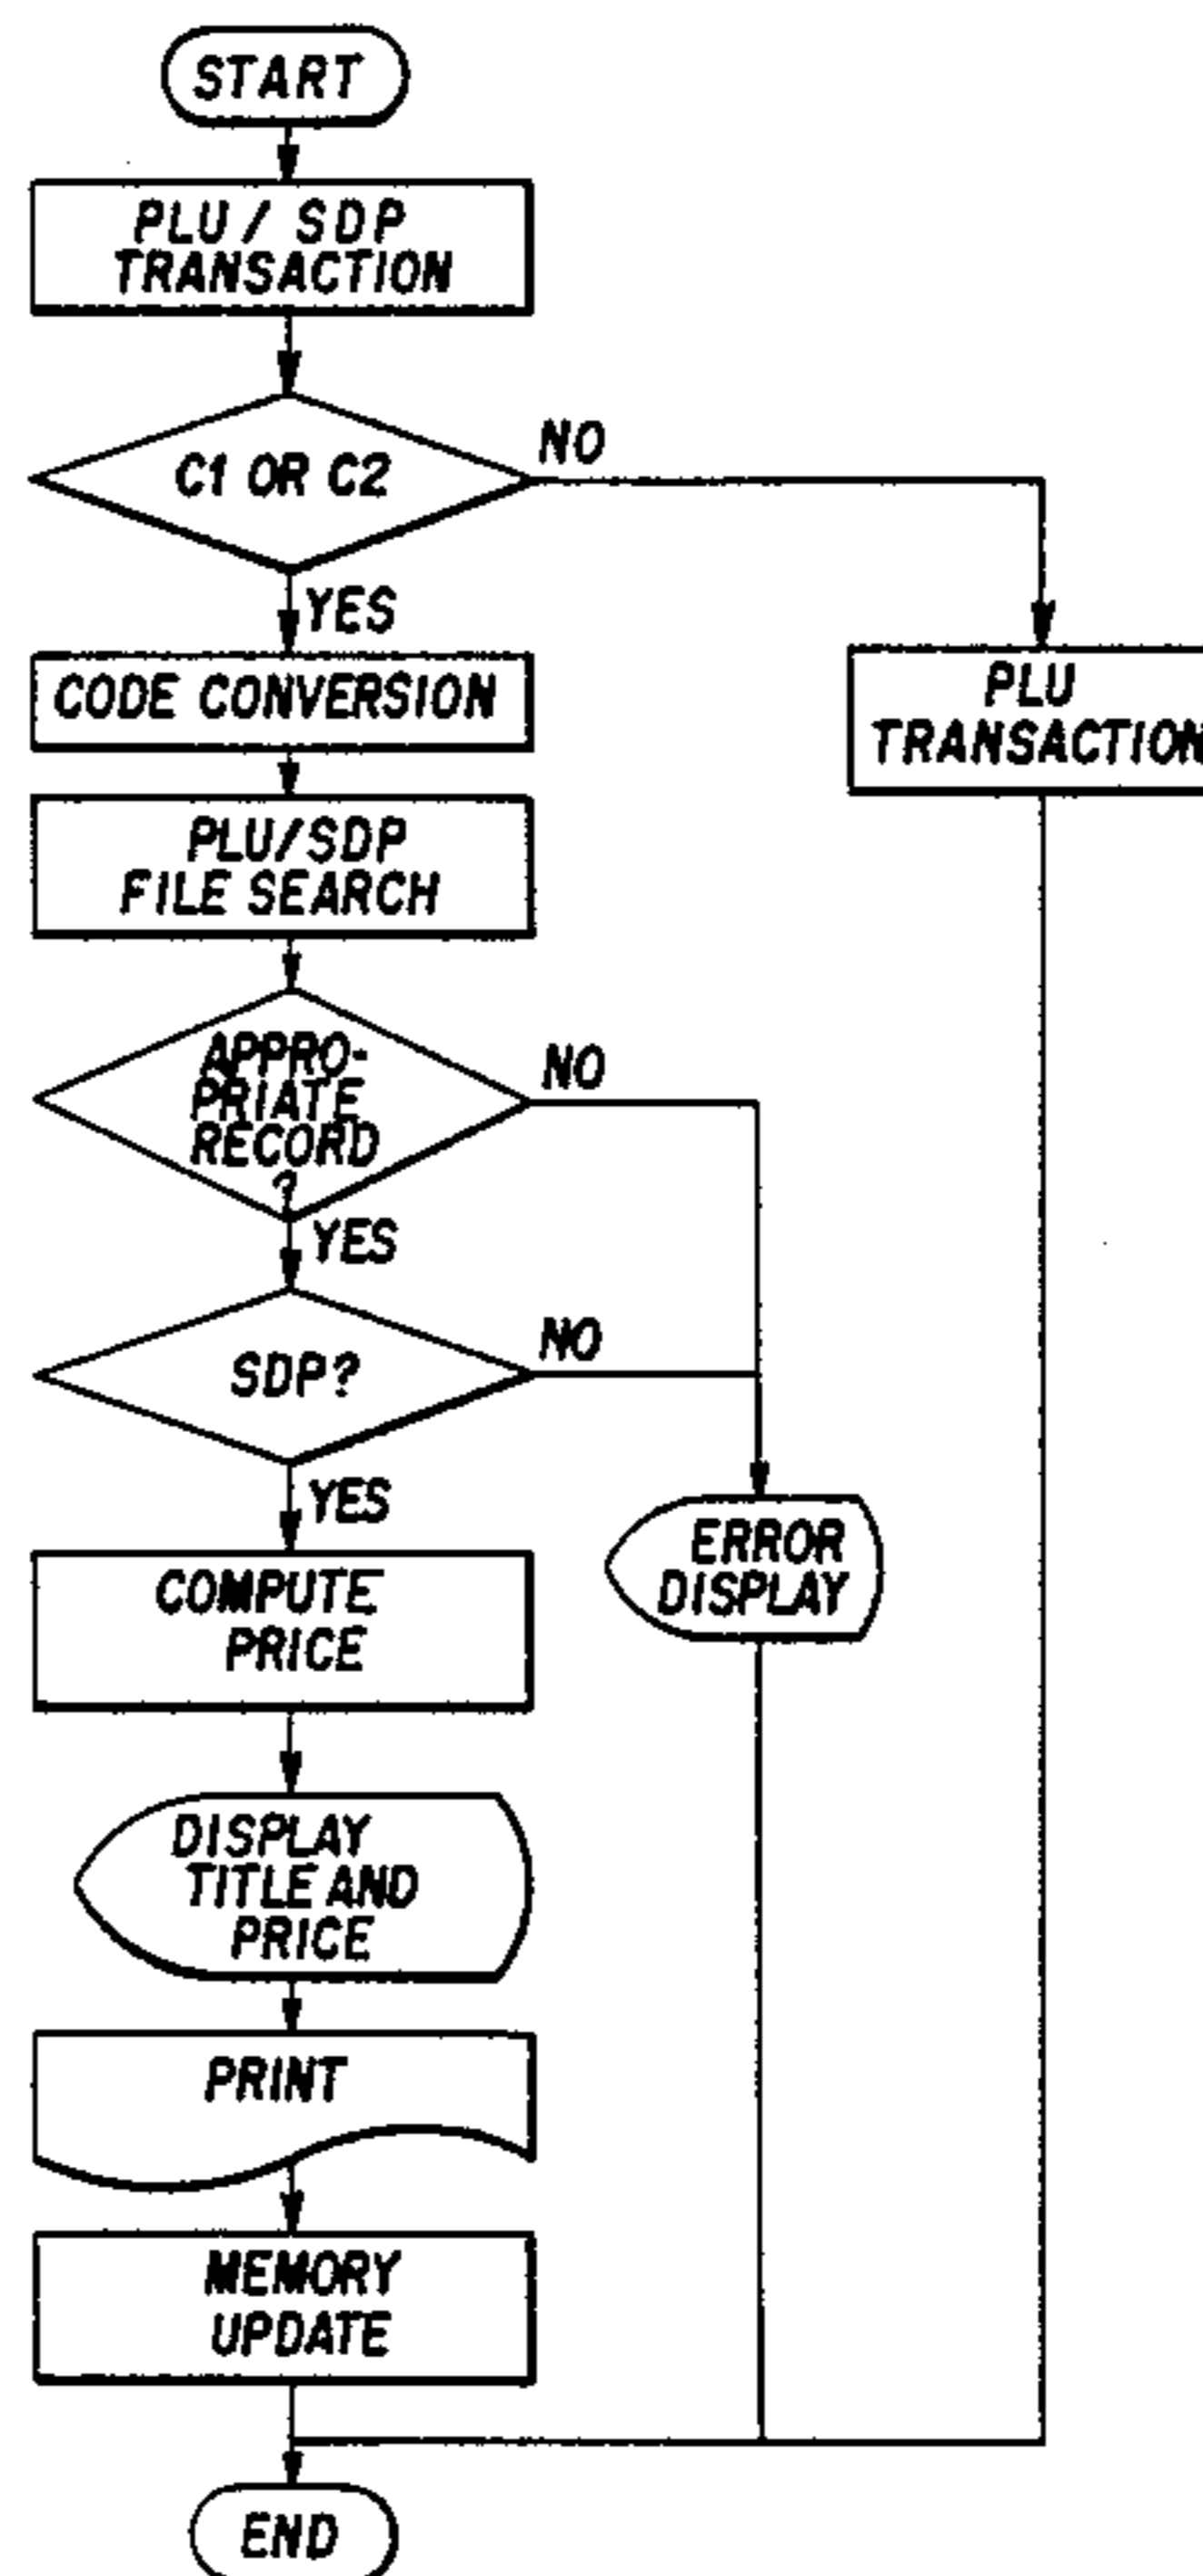 START
PLU / SDP
TRANSACTION
C1 OR C2
NO
YES
CODE CONVERSION
PLU
TRANSACTION
PLU/SDP
FILE SEARCH
APPRO-
PRIATE
RECORD
?
NO
YES
SDP?
NO
YES
ERROR
DISPLAY
COMPUTE
PRICE
DISPLAY
TITLE AND
PRICE
PRINT
MEMORY
UPDATE
END